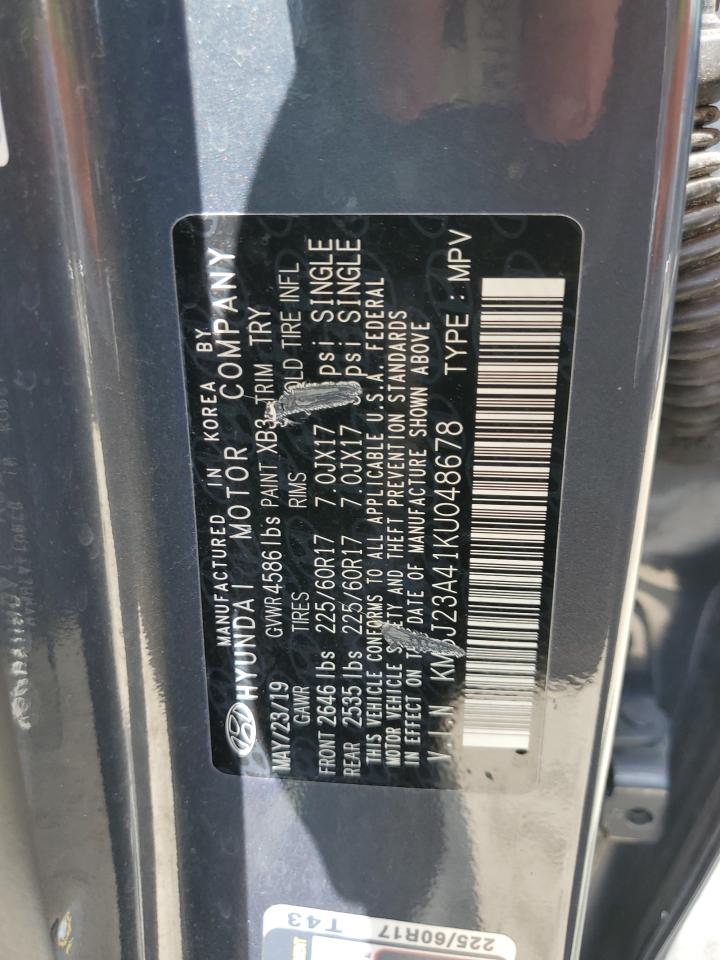 MANUFACTURED IN KOREA BY
HYUNDAI MOTOR COMPANY
MAY/23/19 GVWR 4586 lbs PAINT XB3 TRIM TRY
GAWR TIRES RIMS OLD TIRE INFL
FRONT 2646 lbs 225/60R17 7.0JX17 psi SINGLE
REAR 2535 lbs 225/60R17 7.0JX17 psi SINGLE
THIS VEHICLE CONFORMS TO ALL APPLICABLE U.S.A. FEDERAL
MOTOR VEHICLE AND THEFT PREVENTION STANDARDS
IN EFFECT ON DATE OF MANUFACTURE SHOWN ABOVE
V.I.N KM J23A41KU048678 TYPE : MPV
225/60R17
T43